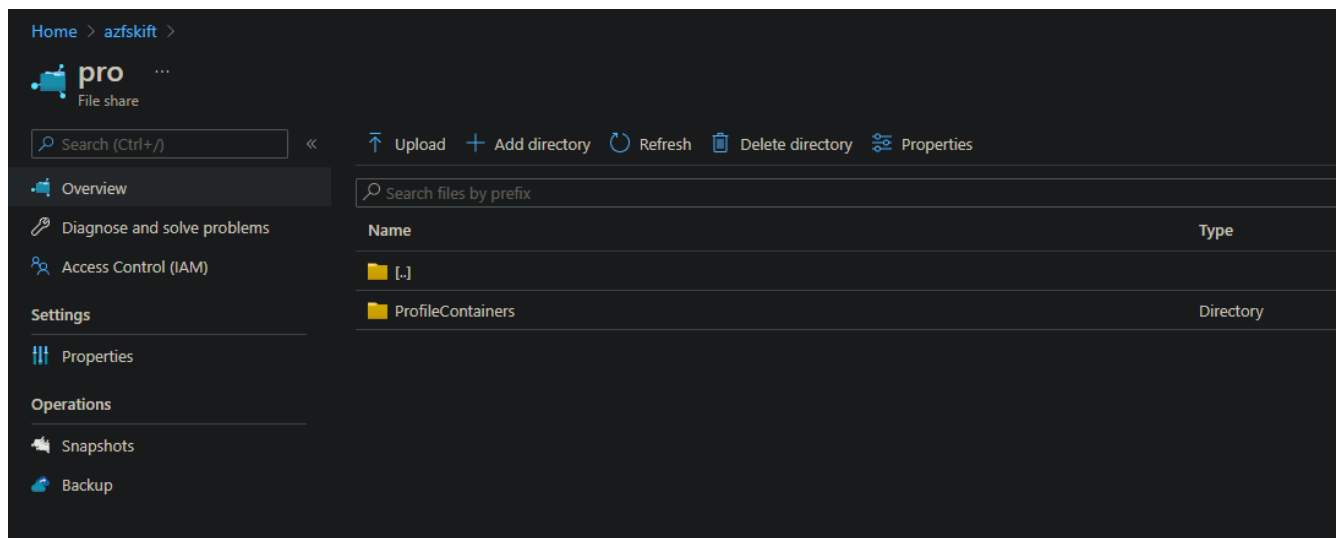 Home > azfskift >
pro ...
File share
Search (Ctrl+/) «
Upload + Add directory Refresh Delete directory Properties
Overview
Search files by prefix
Diagnose and solve problems
Name Type
Access Control (IAM)
[..]
Settings
ProfileContainers Directory
Properties
Operations
Snapshots
Backup